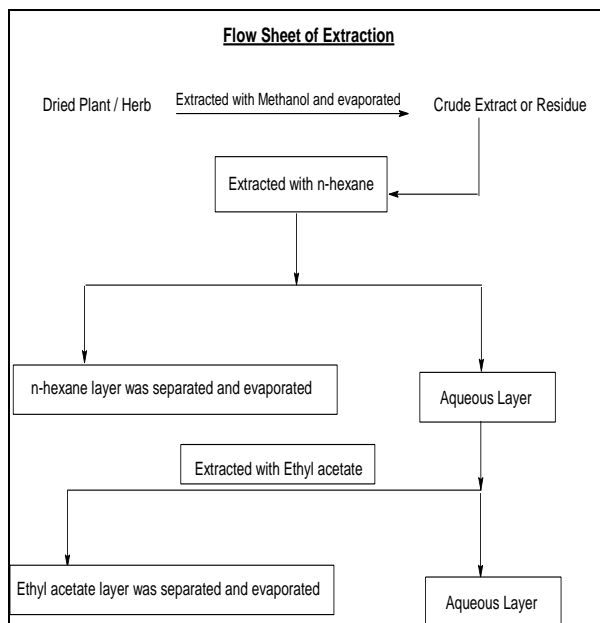 Flow Sheet of Extraction
Dried Plant / Herb
Extracted with Methanol and evaporated
Crude Extract or Residue
Extracted with n-hexane
n-hexane layer was separated and evaporated
Aqueous Layer
Extracted with Ethyl acetate
Ethyl acetate layer was separated and evaporated
Aqueous Layer